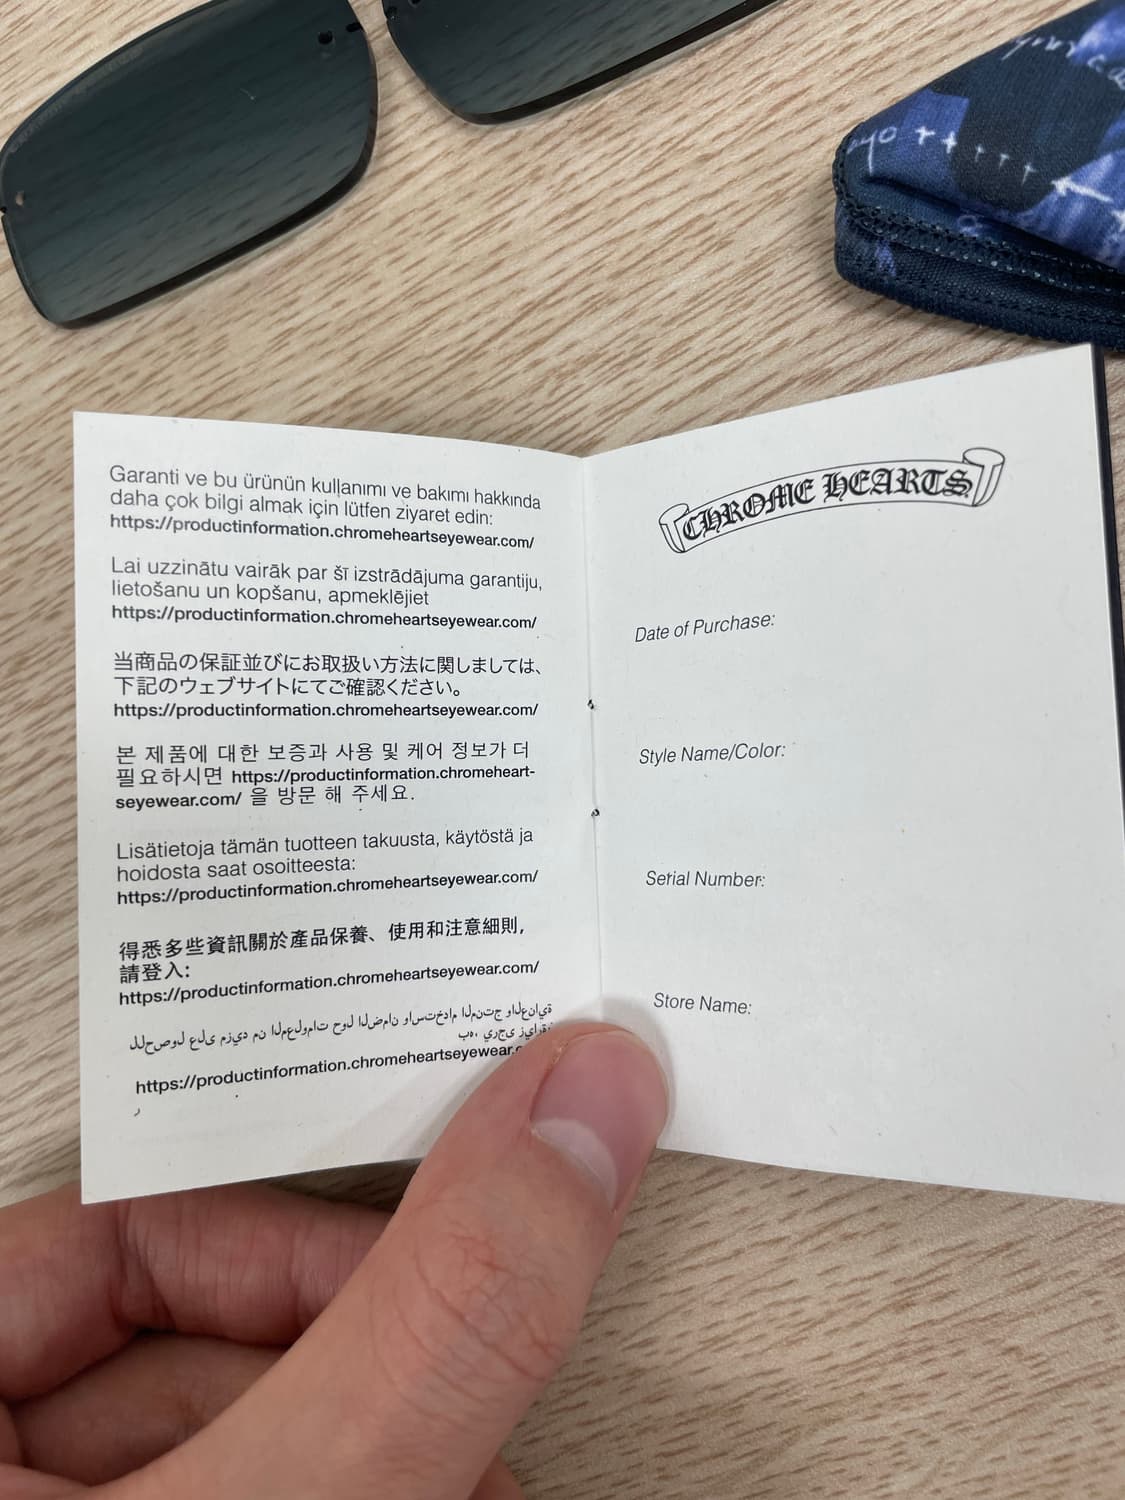 Garanti ve bu ürünün kullanımı ve bakımı hakkında
daha çok bilgi almak için lütfen ziyaret edin:
https://productinformation.chromeheartseyewear.com/
Lai uzzinātu vairāk par šī izstrādājuma garantiju,
lietošanu un kopšanu, apmeklējiet
https://productinformation.chromeheartseyewear.com/
当商品の保証並びにお取扱い方法に関しましては、
下記のウェブサイトにてご確認ください。
https://productinformation.chromeheartseyewear.com/
본 제품에 대한 보증과 사용 및 케어 정보가 더
필요하시면 https://productinformation.chromeheart-
seyewear.com/ 을 방문 해 주세요.
Lisätietoja tämän tuotteen takuusta, käytöstä ja
hoidosta saat osoitteesta:
https://productinformation.chromeheartseyewear.com/
得悉多些資訊關於產品保養、使用和注意細則,
請登入:
https://productinformation.chromeheartseyewear.com/
للحصول على مزيد من المعلومات حول الضمان واستخدام المنتج والعناية
به، يرجى
https://productinformation.chromeheartseyewear.
ر
CHROME HEARTS
Date of Purchase:
Style Name/Color:
Serial Number:
Store Name: